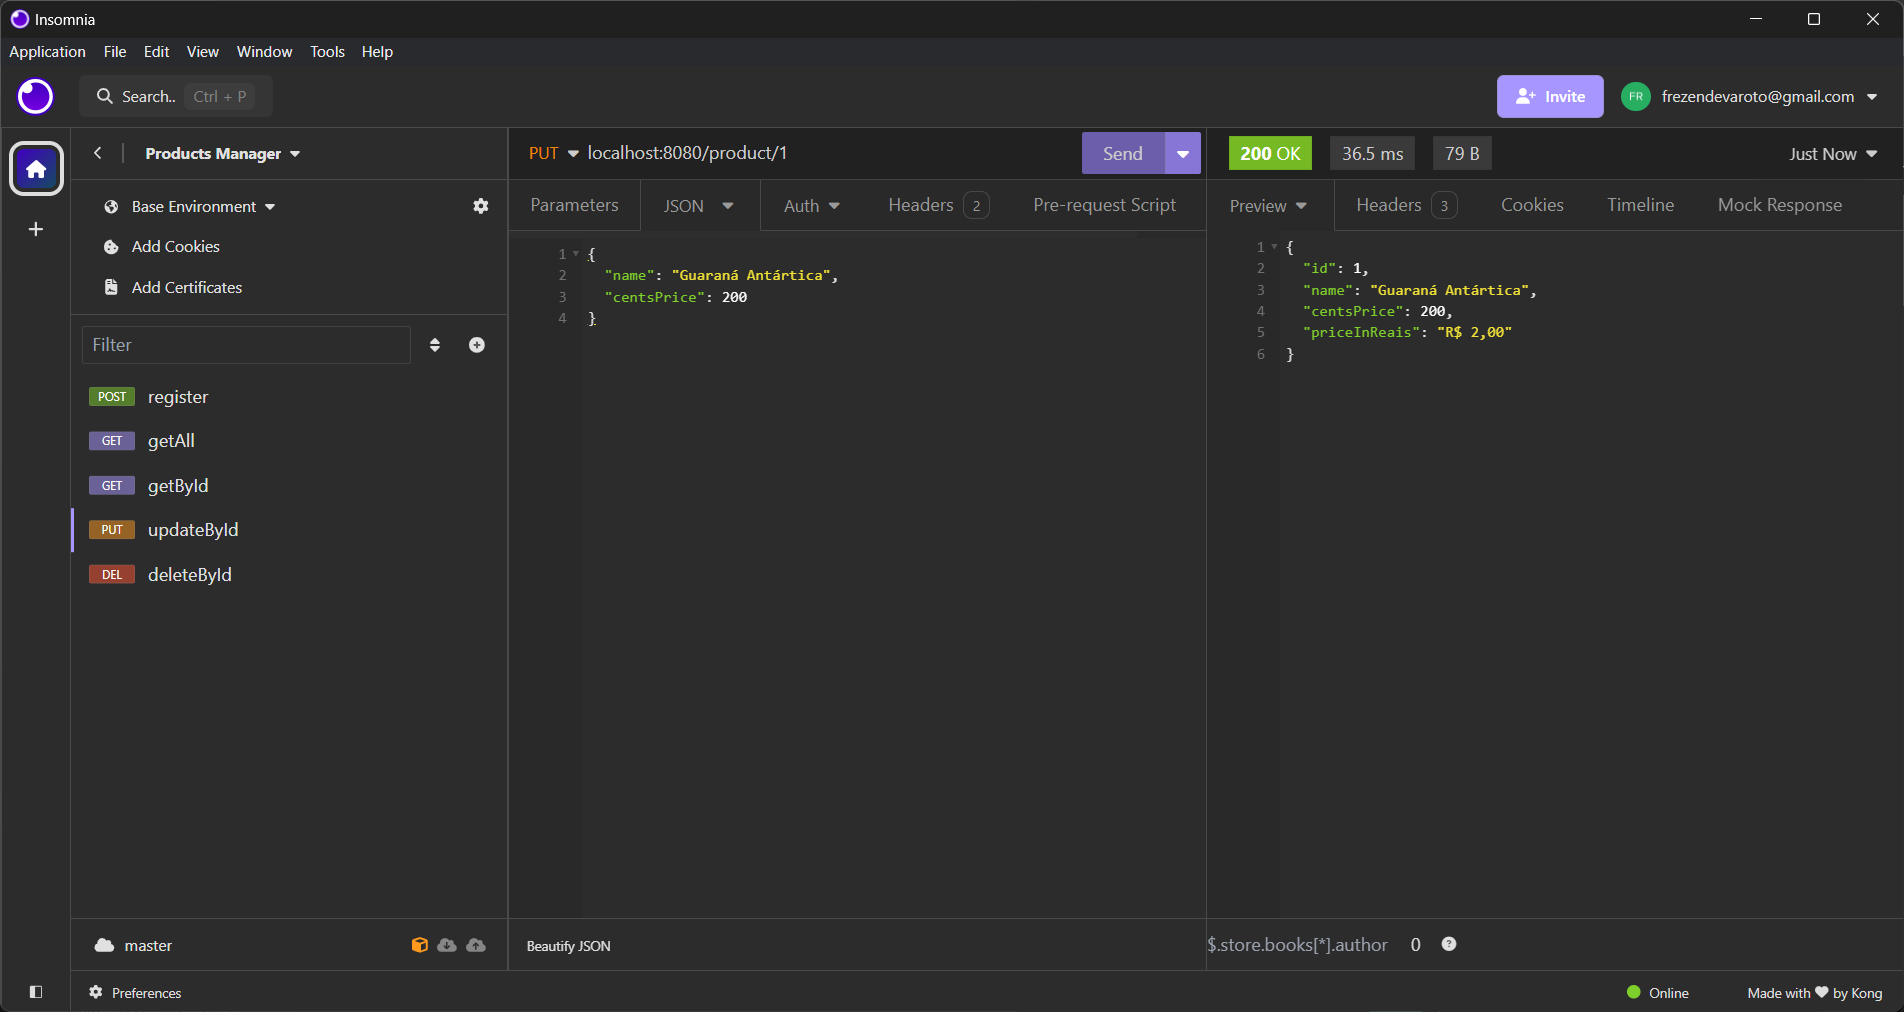 Insomnia
Application File Edit View Window Tools Help
Search.. Ctrl + P
Invite
FR frezendevaroto@gmail.com
Products Manager
Base Environment
Add Cookies
Add Certificates
Filter
POST register
GET getAll
GET getById
PUT updateById
DEL deleteById
master
PUT localhost:8080/product/1
Send
Parameters JSON Auth Headers 2 Pre-request Script
1 {
2 "name": "Guaraná Antártica",
3 "centsPrice": 200
4 }
Beautify JSON
200 OK 36.5 ms 79 B Just Now
Preview Headers 3 Cookies Timeline Mock Response
1 {
2 "id": 1,
3 "name": "Guaraná Antártica",
4 "centsPrice": 200,
5 "priceInReais": "R$ 2,00"
6 }
$.store.books[*].author 0 ?
Preferences
Online
Made with ♥ by Kong